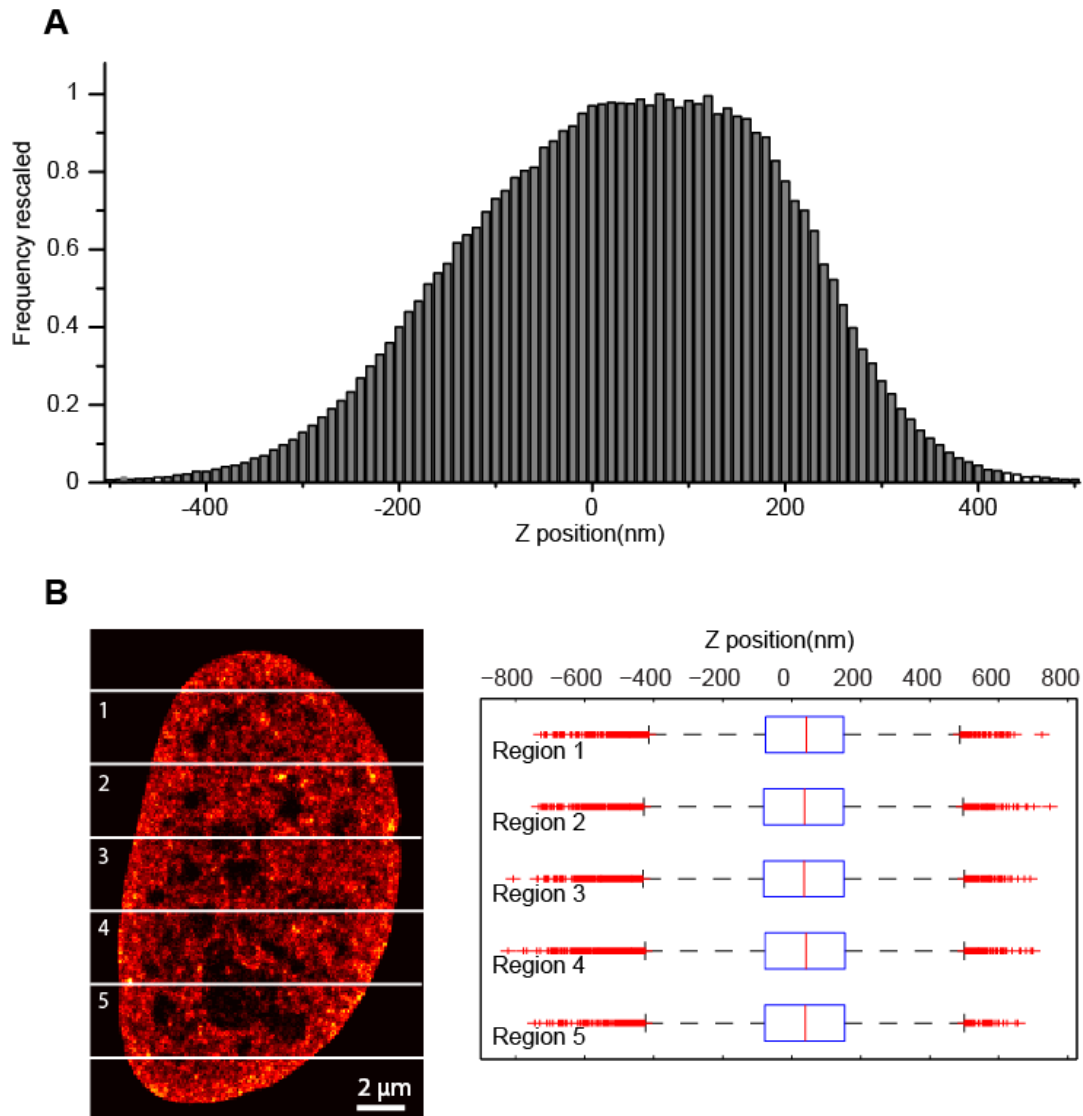 A
Frequency rescaled
1
0.8
0.6
0.4
0.2
0
-400 -200 0 200 400
Z position(nm)
B
1
2
3
4
5
2 µm
Z position(nm)
−800 −600 −400 −200 0 200 400 600 800
Region 1
Region 2
Region 3
Region 4
Region 5